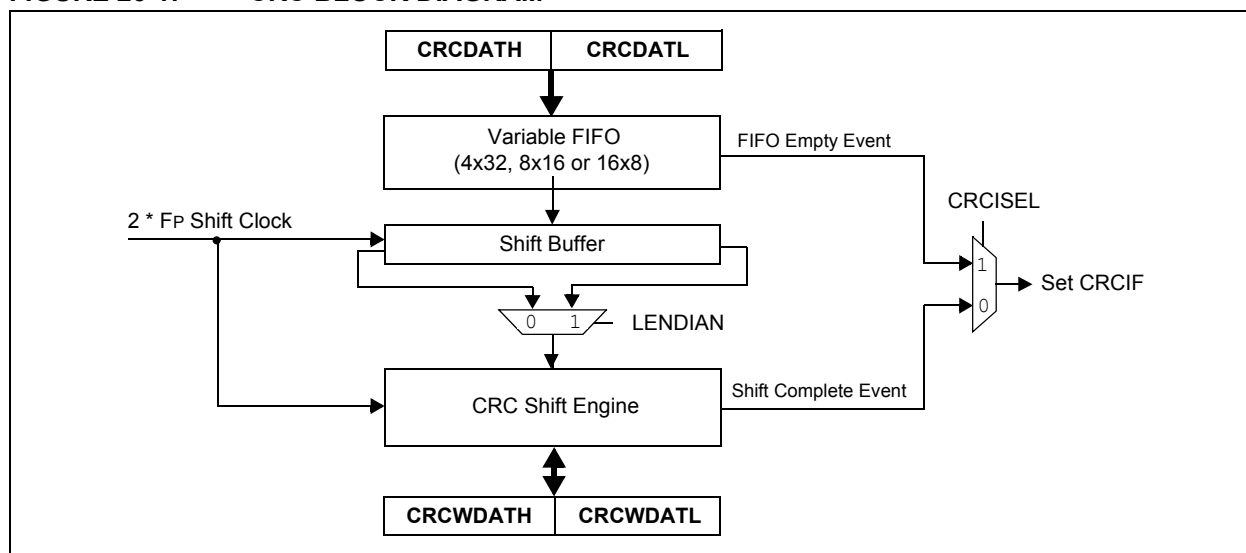 CRCDATH CRCDATL
Variable FIFO
(4x32, 8x16 or 16x8)
FIFO Empty Event
CRCISEL
2 * FP Shift Clock
Shift Buffer
1
Set CRCIF
0
0 1
LENDIAN
CRC Shift Engine
Shift Complete Event
CRCWDATH CRCWDATL